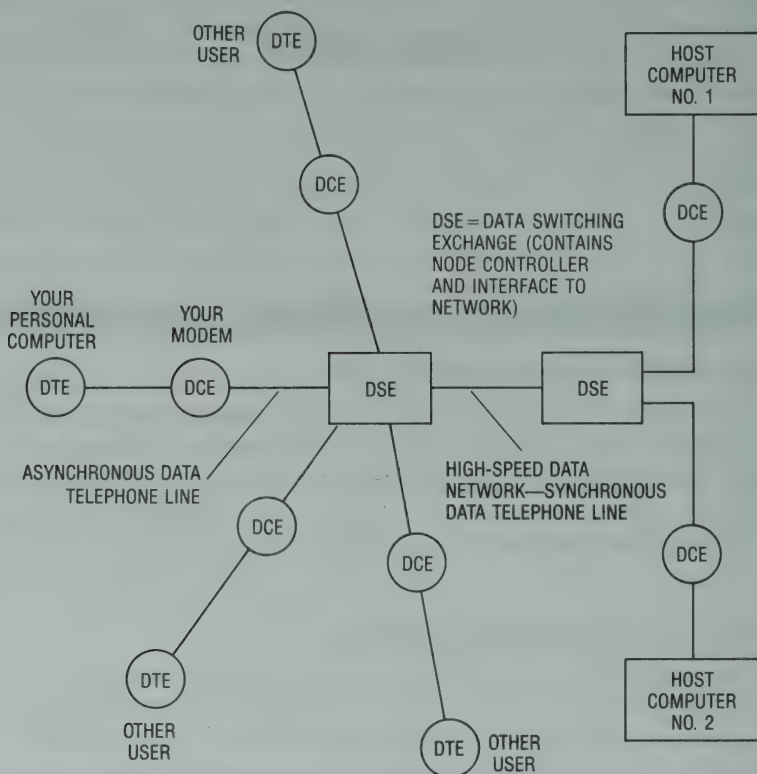 OTHER
USER
DTE
HOST
COMPUTER
NO. 1
DCE
DCE
DSE=DATA SWITCHING
EXCHANGE (CONTAINS
NODE CONTROLLER
AND INTERFACE TO
NETWORK)
YOUR
PERSONAL
COMPUTER
YOUR
MODEM
DTE
DCE
DSE
DSE
ASYNCHRONOUS DATA
TELEPHONE LINE
HIGH-SPEED DATA
NETWORK—SYNCHRONOUS
DATA TELEPHONE LINE
DCE
DCE
DCE
DTE
OTHER
USER
DTE
OTHER
USER
HOST
COMPUTER
NO. 2